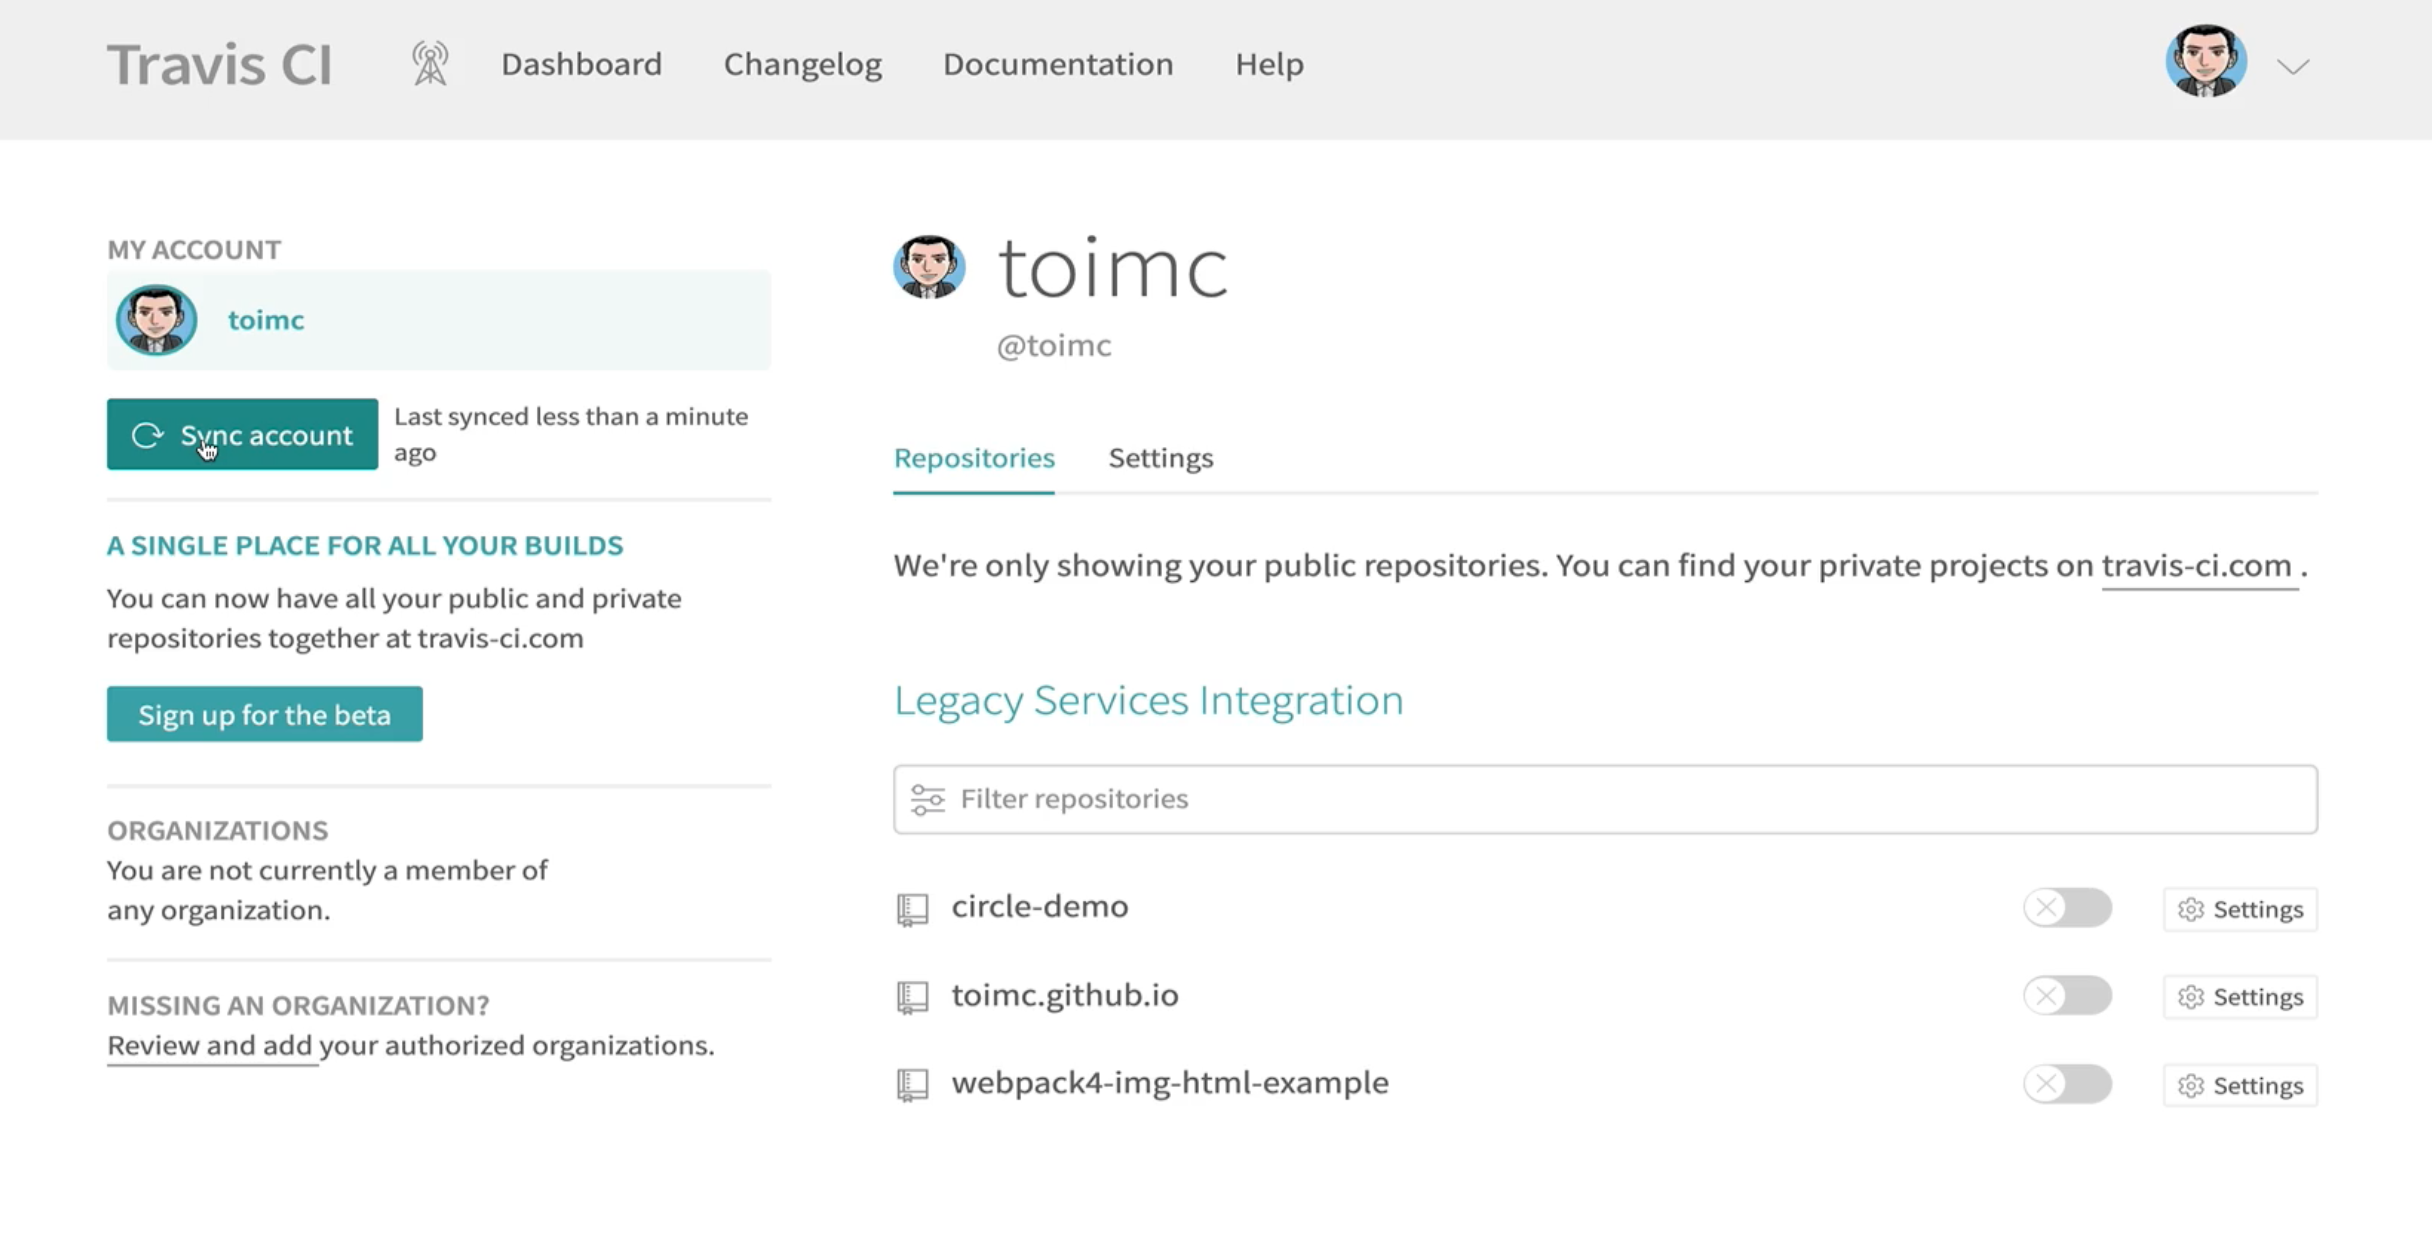 Travis CI
Dashboard
Changelog
Documentation
Help
MY ACCOUNT
toimc
Sync account
Last synced less than a minute
ago
A SINGLE PLACE FOR ALL YOUR BUILDS
You can now have all your public and private
repositories together at travis-ci.com
Sign up for the beta
ORGANIZATIONS
You are not currently a member of
any organization.
MISSING AN ORGANIZATION?
Review and add your authorized organizations.
toimc
@toimc
Repositories
Settings
We're only showing your public repositories. You can find your private projects on travis-ci.com .
Legacy Services Integration
Filter repositories
circle-demo
Settings
toimc.github.io
Settings
webpack4-img-html-example
Settings